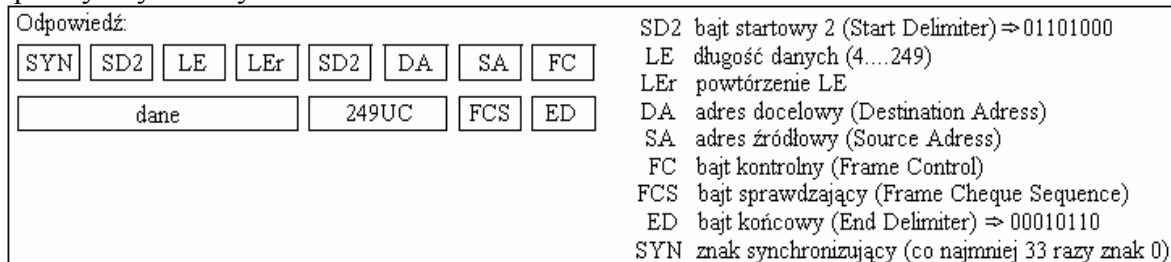 Odpowiedź:
SYN SD2 LE LEr SD2 DA SA FC
dane 249UC FCS ED
SD2 bajt startowy 2 (Start Delimiter) ⇒ 01101000
LE długość danych (4....249)
LEr powtórzenie LE
DA adres docelowy (Destination Adress)
SA adres źródłowy (Source Adress)
FC bajt kontrolny (Frame Control)
FCS bajt sprawdzający (Frame Cheque Sequence)
ED bajt końcowy (End Delimiter) ⇒ 00010110
SYN znak synchronizujący (co najmniej 33 razy znak 0)